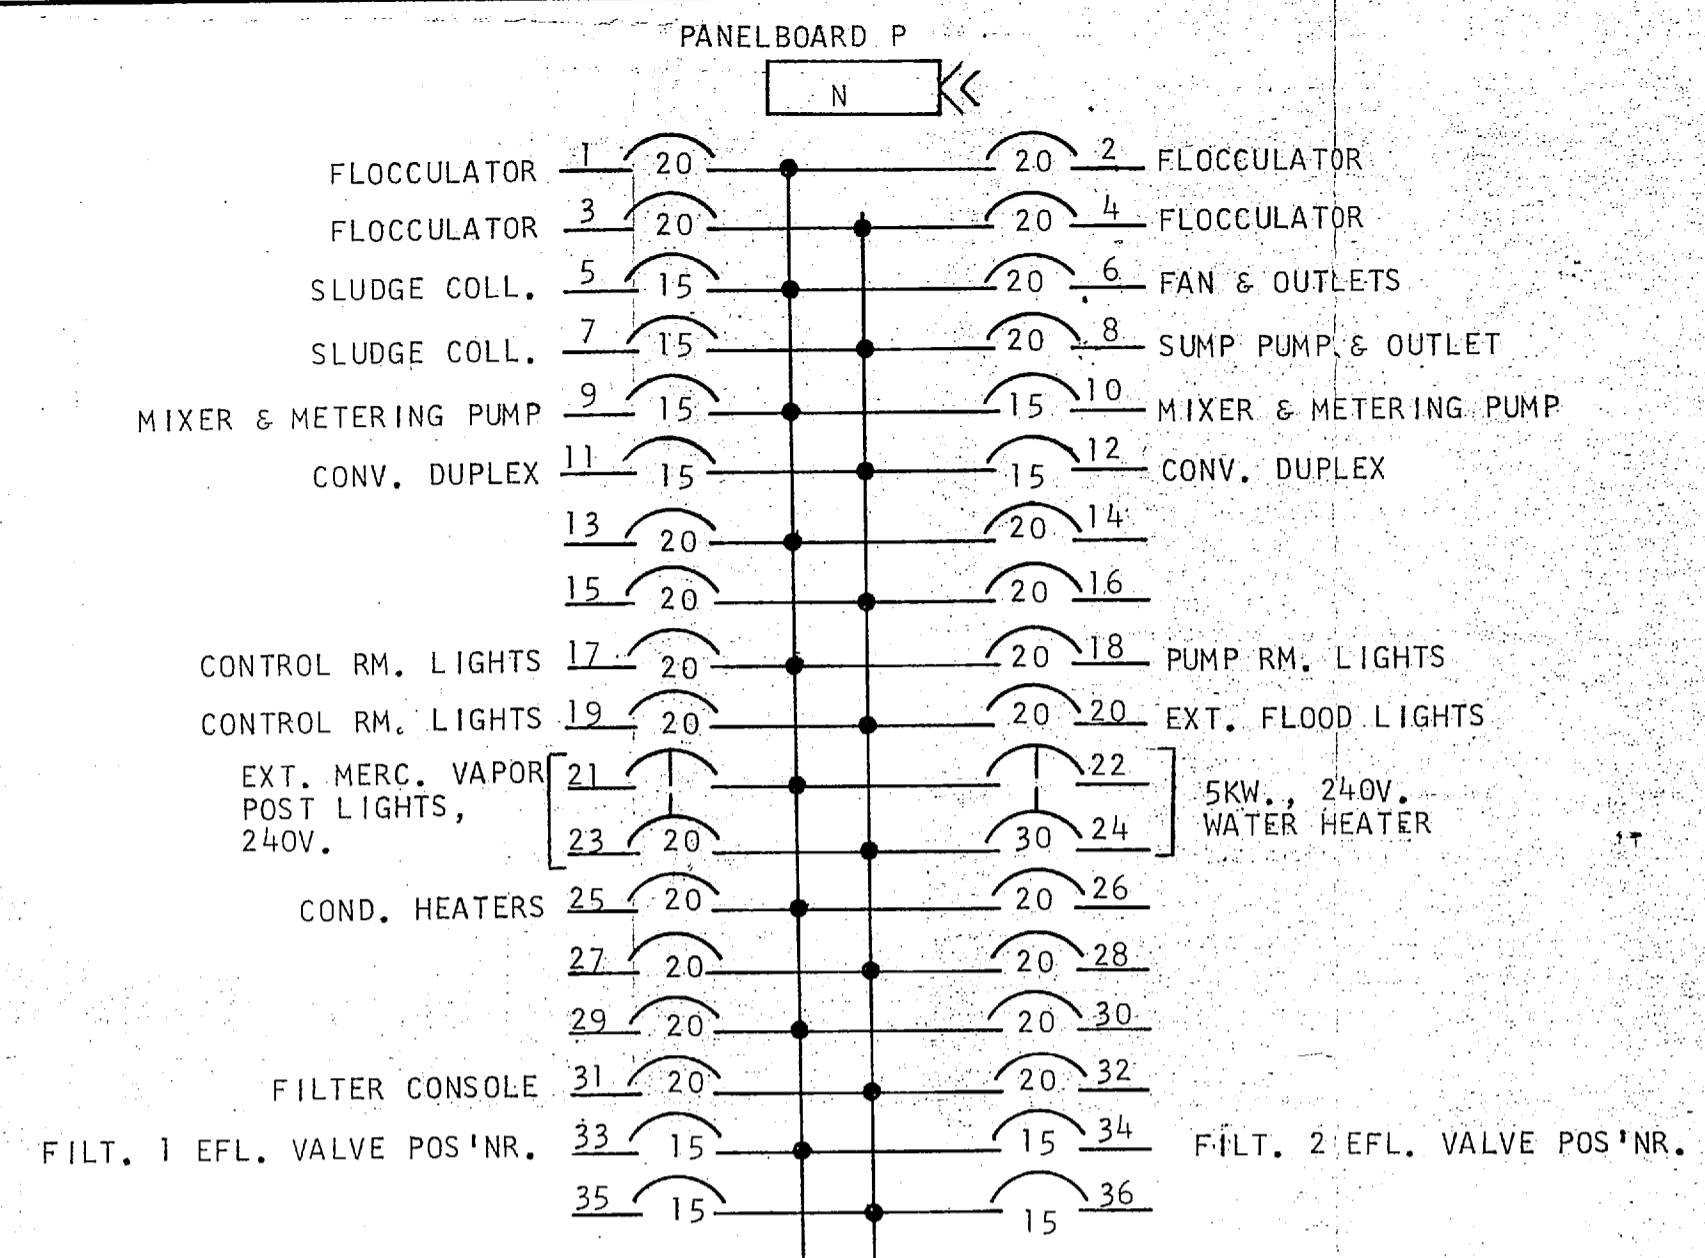 PANELBOARD P
N
FLOCCULATOR 1 20 20 2 FLOCCULATOR
FLOCCULATOR 3 20 20 4 FLOCCULATOR
SLUDGE COLL. 5 15 20 6 FAN & OUTLETS
SLUDGE COLL. 7 15 20 8 SUMP PUMP & OUTLET
MIXER & METERING PUMP 9 15 15 10 MIXER & METERING PUMP
CONV. DUPLEX 11 15 15 12 CONV. DUPLEX
13 20 20 14
15 20 20 16
CONTROL RM. LIGHTS 17 20 20 18 PUMP RM. LIGHTS
CONTROL RM. LIGHTS 19 20 20 20 EXT. FLOOD LIGHTS
EXT. MERC. VAPOR 21 22
POST LIGHTS, 5KW., 240V.
240V. 23 20 30 24 WATER HEATER
COND. HEATERS 25 20 20 26
27 20 20 28
29 20 20 30
FILTER CONSOLE 31 20 20 32
FILT. 1 EFL. VALVE POS'NR. 33 15 15 34 FILT. 2 EFL. VALVE POS'NR.
35 15 15 36